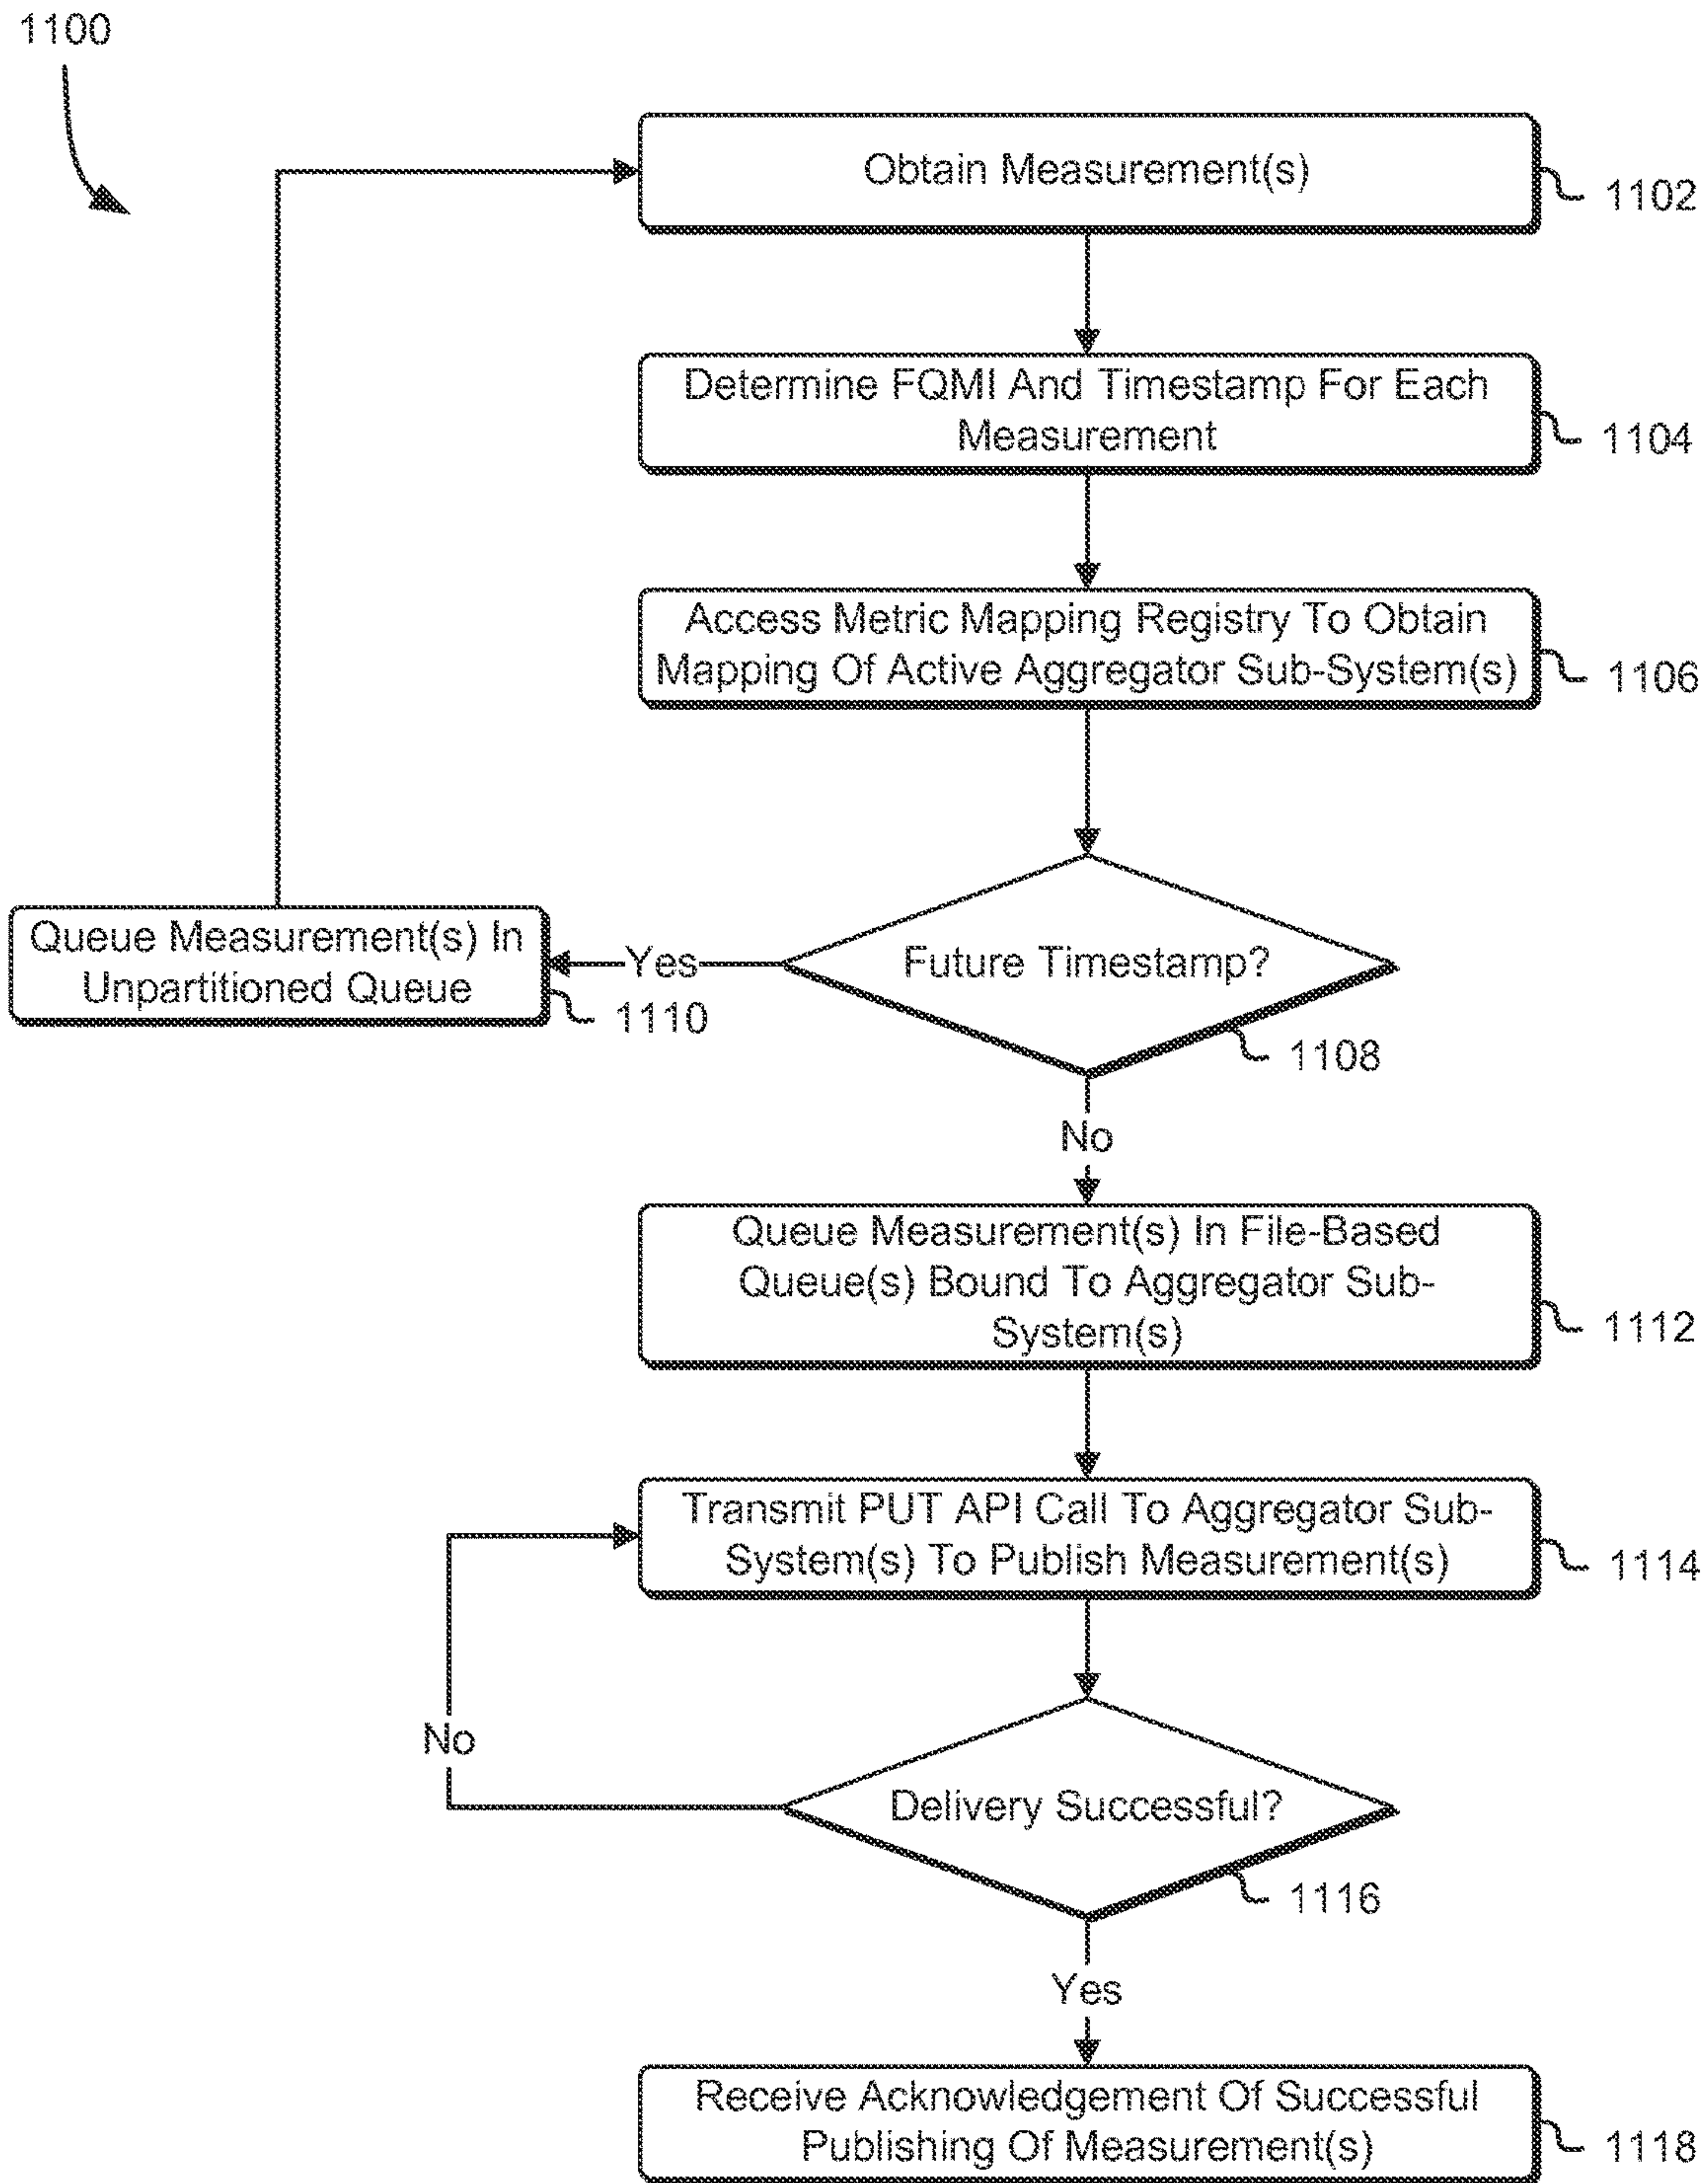 1100
Obtain Measurement(s)
1102
Determine FQMI And Timestamp For Each
Measurement
1104
Access Metric Mapping Registry To Obtain
Mapping Of Active Aggregator Sub-System(s)
1106
Future Timestamp?
1108
Yes
Queue Measurement(s) In
Unpartitioned Queue
1110
No
Queue Measurement(s) In File-Based
Queue(s) Bound To Aggregator Sub-
System(s)
1112
Transmit PUT API Call To Aggregator Sub-
System(s) To Publish Measurement(s)
1114
No
Delivery Successful?
1116
Yes
Receive Acknowledgement Of Successful
Publishing Of Measurement(s)
1118